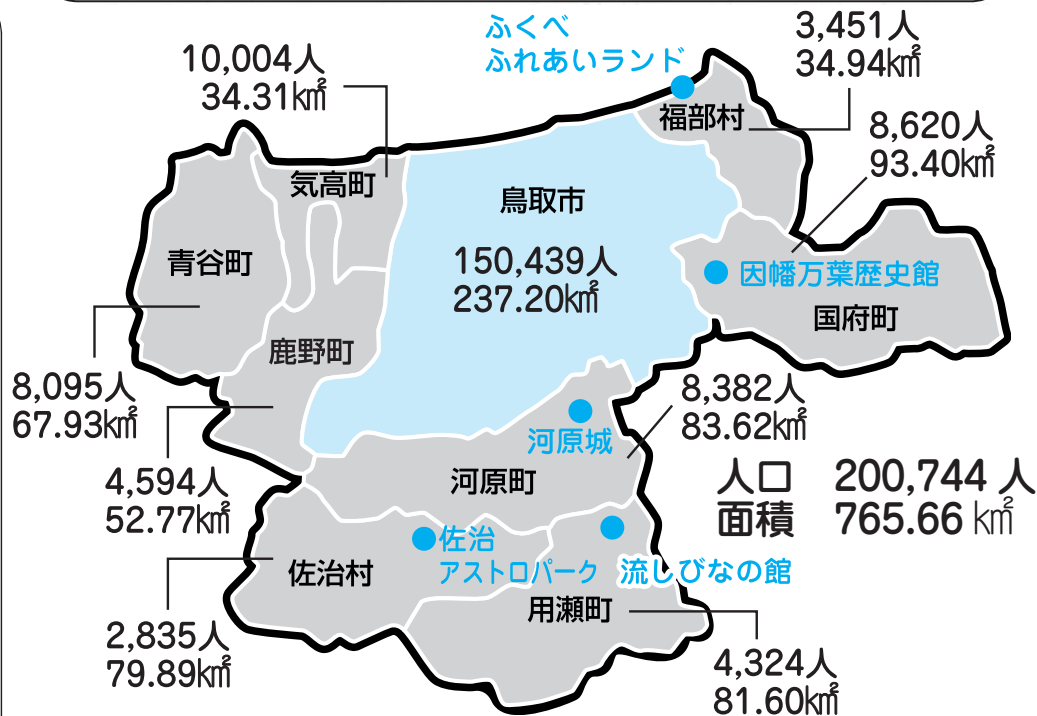 ふくべ
ふれあいランド
3,451人
34.94k㎡
10,004人
34.31k㎡
福部村
8,620人
93.40k㎡
気高町
鳥取市
150,439人
237.20k㎡
青谷町
因幡万葉歴史館
国府町
鹿野町
8,095人
67.93k㎡
8,382人
83.62k㎡
河原城
河原町
4,594人
52.77k㎡
人口 200,744 人
面積 765.66 k㎡
佐治
アストロパーク
流しびなの館
佐治村
用瀬町
2,835人
79.89k㎡
4,324人
81.60k㎡